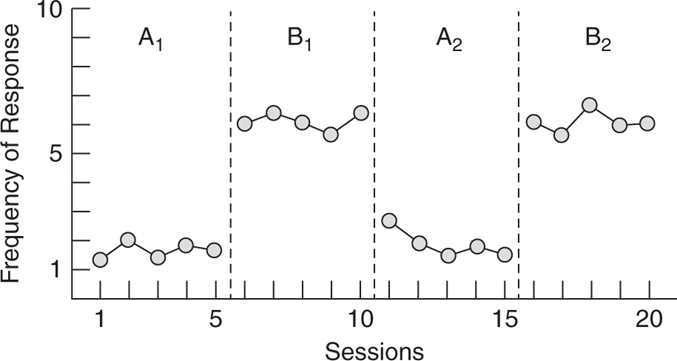 10
A₁ B₁ A₂ B₂
Frequency of Response
5
1
1 5 10 15 20
Sessions